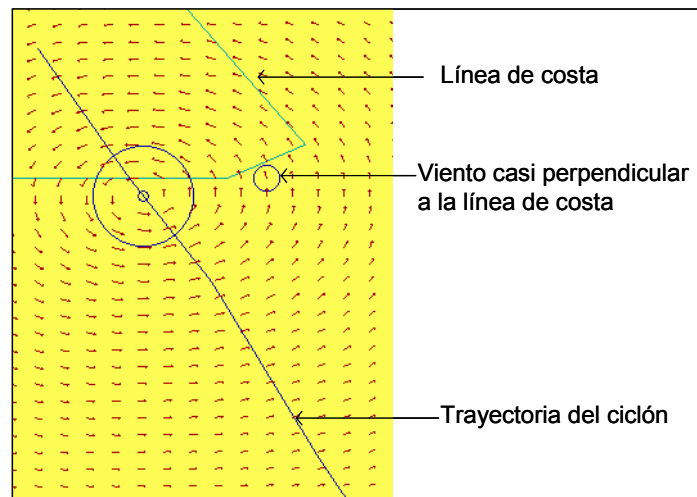 Línea de costa
Viento casi perpendicular
a la línea de costa
Trayectoria del ciclón